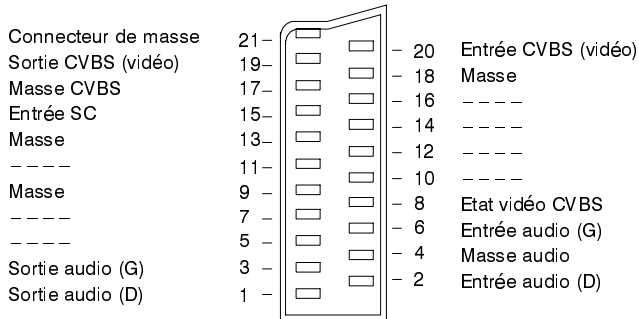 Connecteur de masse 21–
Sortie CVBS (vidéo) 19–
Masse CVBS 17–
Entrée SC 15–
Masse 13–
– – – – 11–
Masse 9 –
– – – – 7 –
– – – – 5 –
Sortie audio (G) 3 –
Sortie audio (D) 1 –
– 20 Entrée CVBS (vidéo)
– 18 Masse
– 16 – – – –
– 14 – – – –
– 12 – – – –
– 10 – – – –
– 8 Etat vidéo CVBS
– 6 Entrée audio (G)
– 4 Masse audio
– 2 Entrée audio (D)